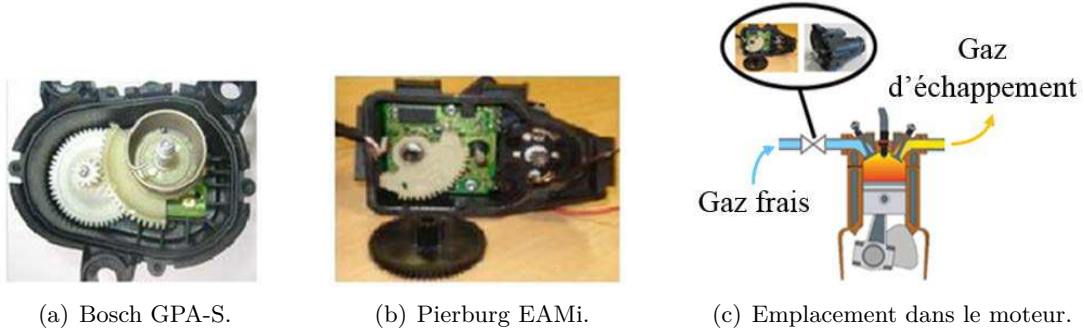 Gaz
d'échappement
Gaz frais
(a) Bosch GPA-S.
(b) Pierburg EAMi.
(c) Emplacement dans le moteur.